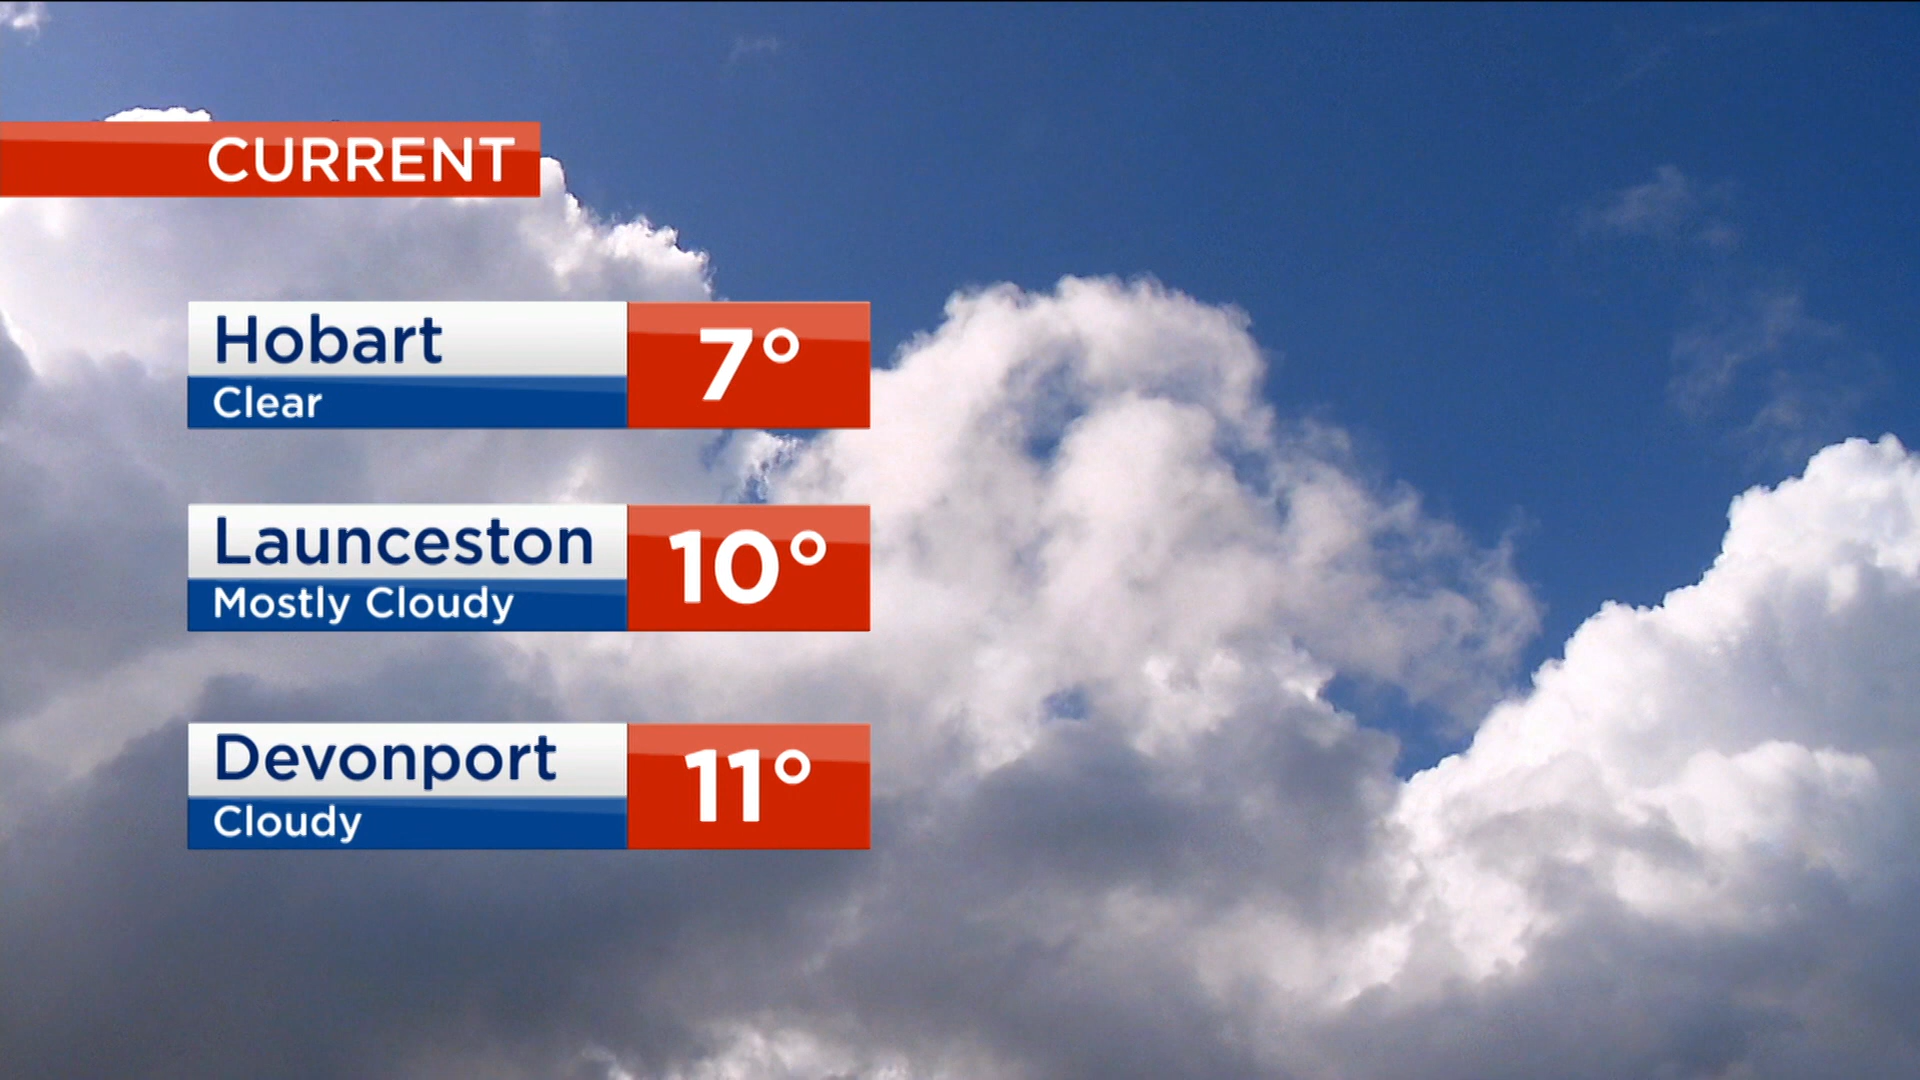 CURRENT
Hobart
7°
Clear
Launceston
10°
Mostly Cloudy
Devonport
11°
Cloudy